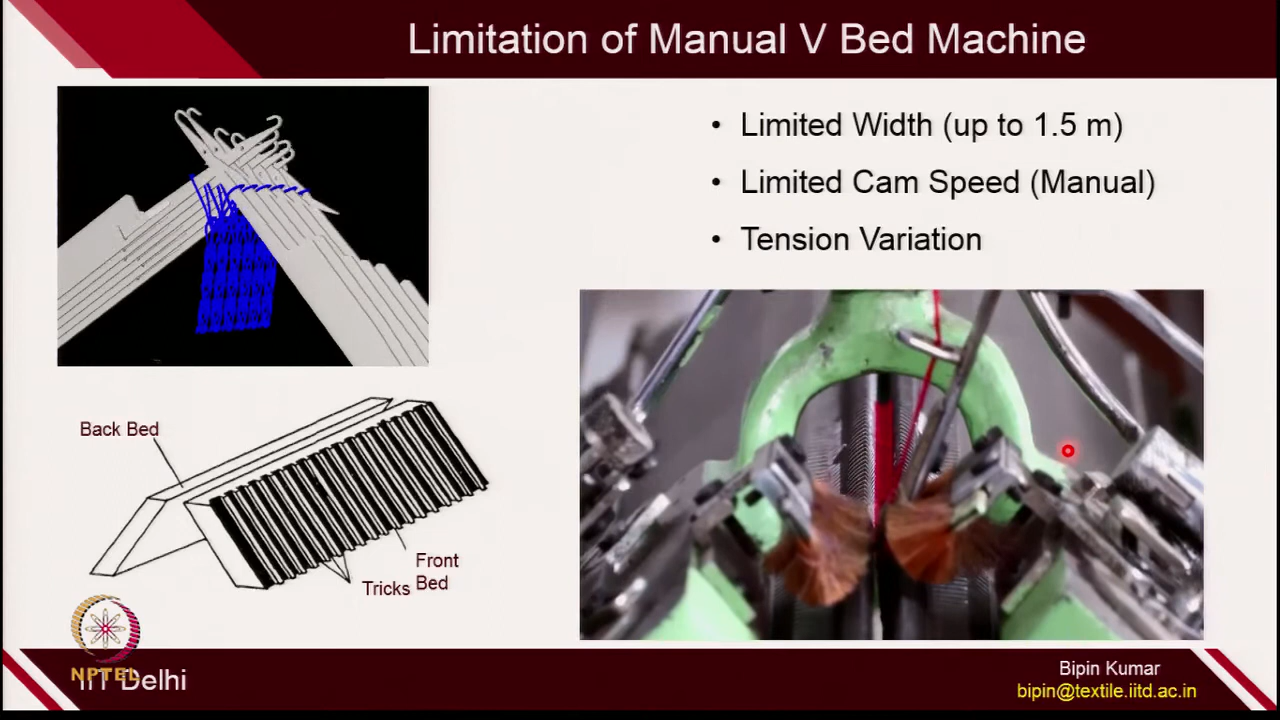 Limitation of Manual V Bed Machine
• Limited Width (up to 1.5 m)
• Limited Cam Speed (Manual)
• Tension Variation
Back Bed
Front
Bed
Tricks
NPTEL
IIT Delhi
Bipin Kumar
bipin@textile.iitd.ac.in